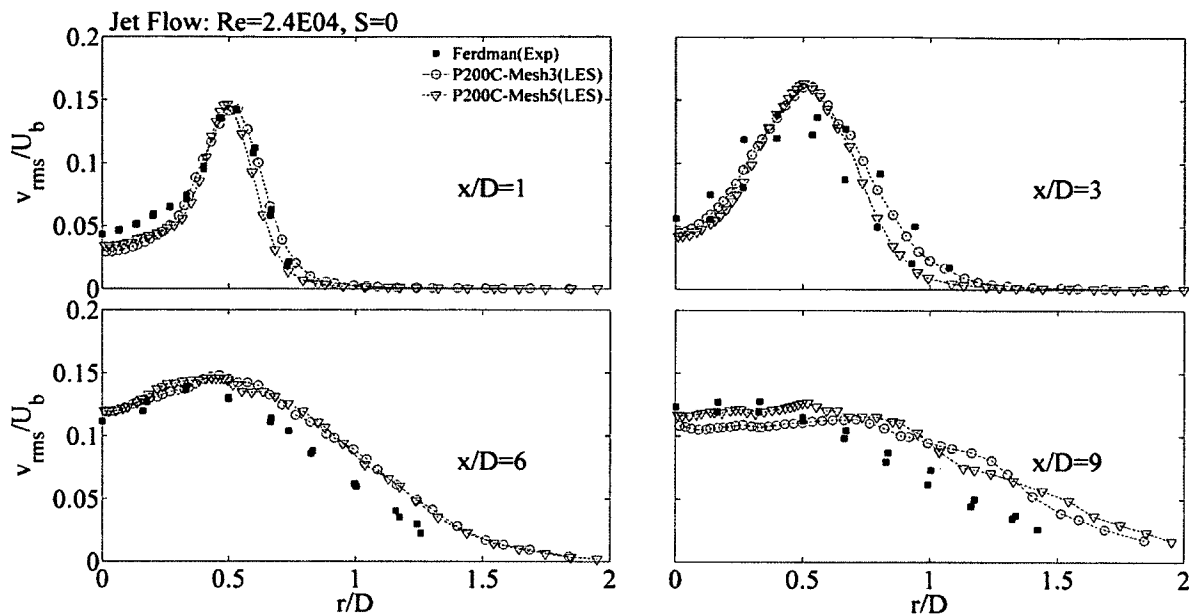 Jet Flow: Re=2.4E04, S=0
0.2
0.15
0.1
0.05
0
v_rms/U_b
Ferdman(Exp)
P200C-Mesh3(LES)
P200C-Mesh5(LES)
x/D=1
x/D=3
0.2
0.15
0.1
0.05
0
v_rms/U_b
x/D=6
0 0.5 1 1.5 2
r/D
x/D=9
0 0.5 1 1.5 2
r/D